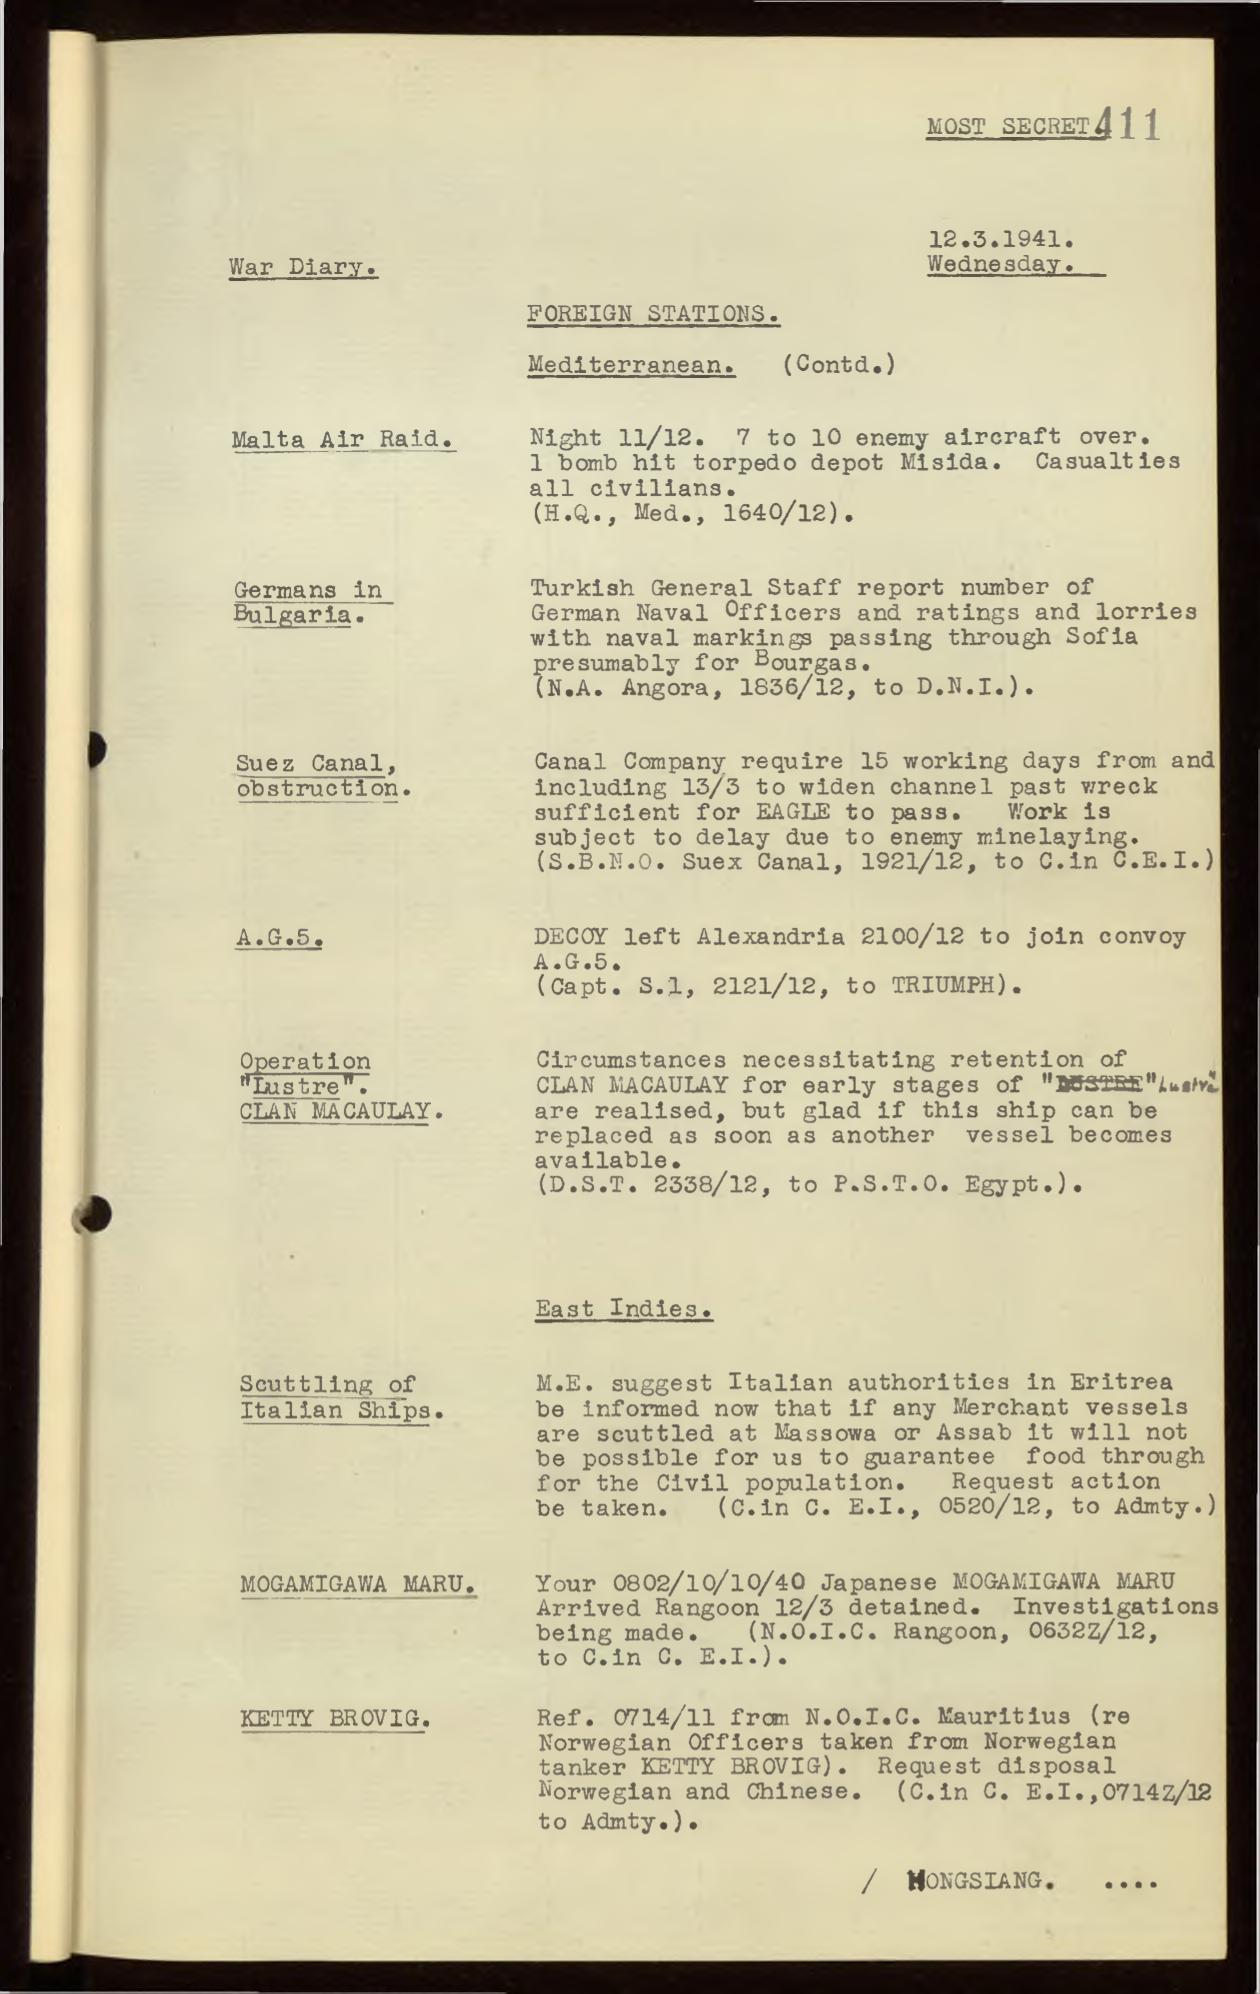 MOST SECRET 411
12.3.1941.
War Diary.
Wednesday.
FOREIGN STATIONS.
Mediterranean. (Contd.)
Malta Air Raid.
Night 11/12. 7 to 10 enemy aircraft over.
1 bomb hit torpedo depot Misida. Casualties
all civilians.
(H.Q., Med., 1640/12).
Germans in
Bulgaria.
Turkish General Staff report number of
German Naval Officers and ratings and lorries
with naval markings passing through Sofia
presumably for Bourgas.
(N.A. Angora, 1836/12, to D.N.I.).
Suez Canal,
obstruction.
Canal Company require 15 working days from and
including 13/3 to widen channel past wreck
sufficient for EAGLE to pass. Work is
subject to delay due to enemy minelaying.
(S.B.N.O. Suex Canal, 1921/12, to C.in C.E.I.)
A.G.5.
DECOY left Alexandria 2100/12 to join convoy
A.G.5.
(Capt. S.1, 2121/12, to TRIUMPH).
Operation
"Lustre".
CLAN MACAULAY.
Circumstances necessitating retention of
CLAN MACAULAY for early stages of "DUSTRE" Lustre"
are realised, but glad if this ship can be
replaced as soon as another vessel becomes
available.
(D.S.T. 2338/12, to P.S.T.O. Egypt.).
East Indies.
Scuttling of
Italian Ships.
M.E. suggest Italian authorities in Eritrea
be informed now that if any Merchant vessels
are scuttled at Massowa or Assab it will not
be possible for us to guarantee food through
for the Civil population. Request action
be taken. (C.in C. E.I., 0520/12, to Admty.)
MOGAMIGAWA MARU.
Your 0802/10/10/40 Japanese MOGAMIGAWA MARU
Arrived Rangoon 12/3 detained. Investigations
being made. (N.O.I.C. Rangoon, 0632Z/12,
to C.in C. E.I.).
KETTY BROVIG.
Ref. 0714/11 from N.O.I.C. Mauritius (re
Norwegian Officers taken from Norwegian
tanker KETTY BROVIG). Request disposal
Norwegian and Chinese. (C.in C. E.I.,0714Z/12
to Admty.).
/ HONGSIANG. ....